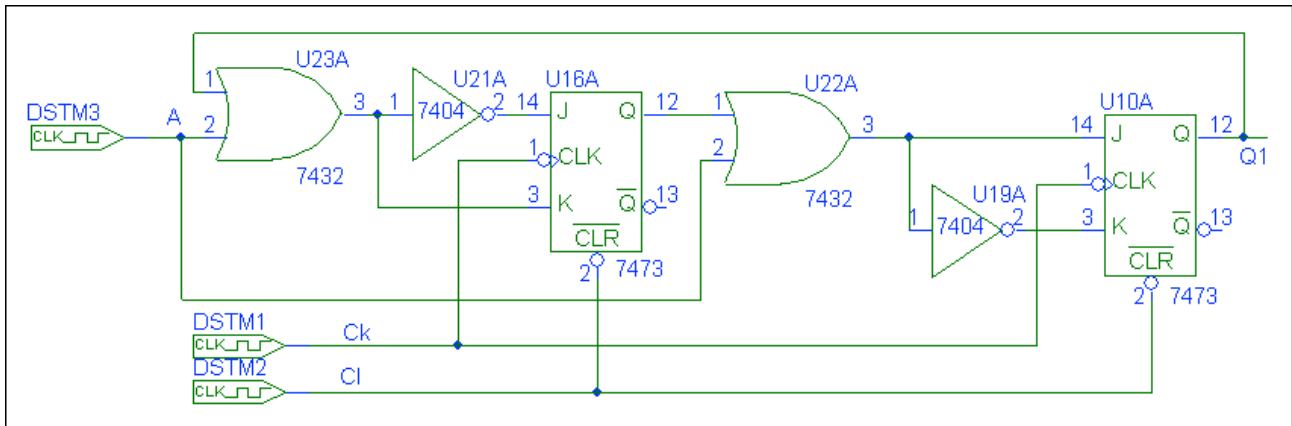 U23A
1
2
3
7432
DSTM3
CLK
A
U21A
1
7404
2
U16A
14
J
Q
12
1
CLK
3
K
Q
13
CLR
2
7473
U22A
1
2
3
7432
U19A
1
7404
2
U10A
14
J
Q
12
Q1
1
CLK
3
K
Q
13
CLR
2
7473
DSTM1
CLK
Ck
DSTM2
CLK
Cl